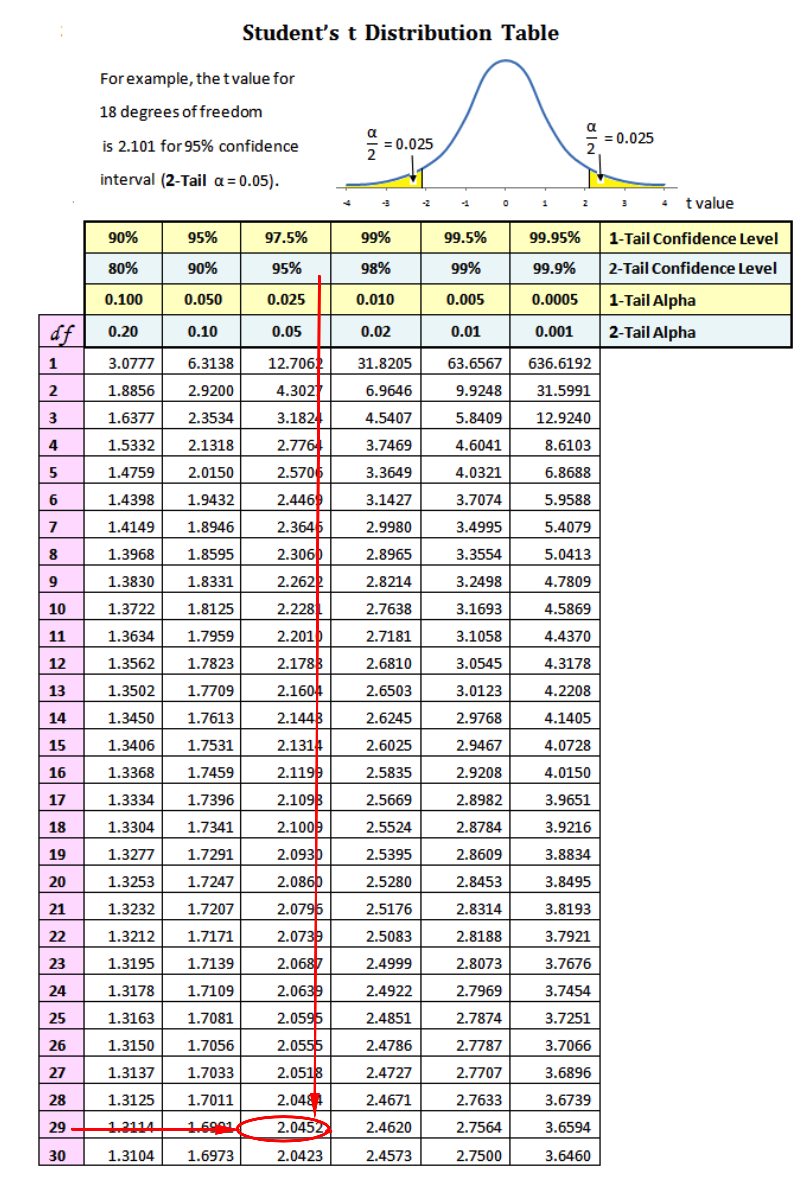 Student's t Distribution Table
For example, the t value for
18 degrees of freedom
is 2.101 for 95% confidence
interval (2-Tail α = 0.05).
α/2 = 0.025
α/2 = 0.025
-4 -3 -2 -1 0 1 2 3 4 t value
90% 95% 97.5% 99% 99.5% 99.95% 1-Tail Confidence Level
80% 90% 95% 98% 99% 99.9% 2-Tail Confidence Level
0.100 0.050 0.025 0.010 0.005 0.0005 1-Tail Alpha
df 0.20 0.10 0.05 0.02 0.01 0.001 2-Tail Alpha
1 3.0777 6.3138 12.7062 31.8205 63.6567 636.6192
2 1.8856 2.9200 4.3027 6.9646 9.9248 31.5991
3 1.6377 2.3534 3.1824 4.5407 5.8409 12.9240
4 1.5332 2.1318 2.7764 3.7469 4.6041 8.6103
5 1.4759 2.0150 2.5706 3.3649 4.0321 6.8688
6 1.4398 1.9432 2.4469 3.1427 3.7074 5.9588
7 1.4149 1.8946 2.3646 2.9980 3.4995 5.4079
8 1.3968 1.8595 2.3060 2.8965 3.3554 5.0413
9 1.3830 1.8331 2.2622 2.8214 3.2498 4.7809
10 1.3722 1.8125 2.2281 2.7638 3.1693 4.5869
11 1.3634 1.7959 2.2010 2.7181 3.1058 4.4370
12 1.3562 1.7823 2.1788 2.6810 3.0545 4.3178
13 1.3502 1.7709 2.1604 2.6503 3.0123 4.2208
14 1.3450 1.7613 2.1448 2.6245 2.9768 4.1405
15 1.3406 1.7531 2.1314 2.6025 2.9467 4.0728
16 1.3368 1.7459 2.1199 2.5835 2.9208 4.0150
17 1.3334 1.7396 2.1098 2.5669 2.8982 3.9651
18 1.3304 1.7341 2.1009 2.5524 2.8784 3.9216
19 1.3277 1.7291 2.0930 2.5395 2.8609 3.8834
20 1.3253 1.7247 2.0860 2.5280 2.8453 3.8495
21 1.3232 1.7207 2.0796 2.5176 2.8314 3.8193
22 1.3212 1.7171 2.0739 2.5083 2.8188 3.7921
23 1.3195 1.7139 2.0687 2.4999 2.8073 3.7676
24 1.3178 1.7109 2.0639 2.4922 2.7969 3.7454
25 1.3163 1.7081 2.0595 2.4851 2.7874 3.7251
26 1.3150 1.7056 2.0555 2.4786 2.7787 3.7066
27 1.3137 1.7033 2.0518 2.4727 2.7707 3.6896
28 1.3125 1.7011 2.0484 2.4671 2.7633 3.6739
29 1.3114 1.6991 2.0452 2.4620 2.7564 3.6594
30 1.3104 1.6973 2.0423 2.4573 2.7500 3.6460